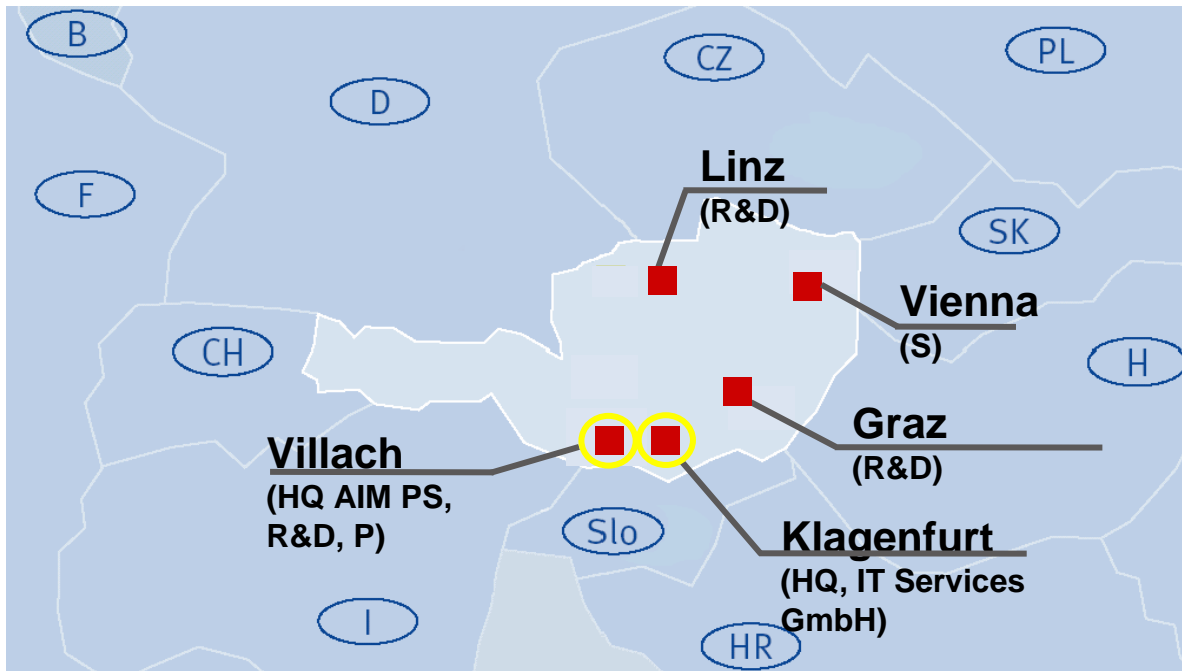 B
CZ
PL
D
F
Linz
(R&D)
SK
Vienna
(S)
CH
H
Graz
(R&D)
Villach
(HQ AIM PS,
R&D, P)
Slo
Klagenfurt
(HQ, IT Services
GmbH)
I
HR